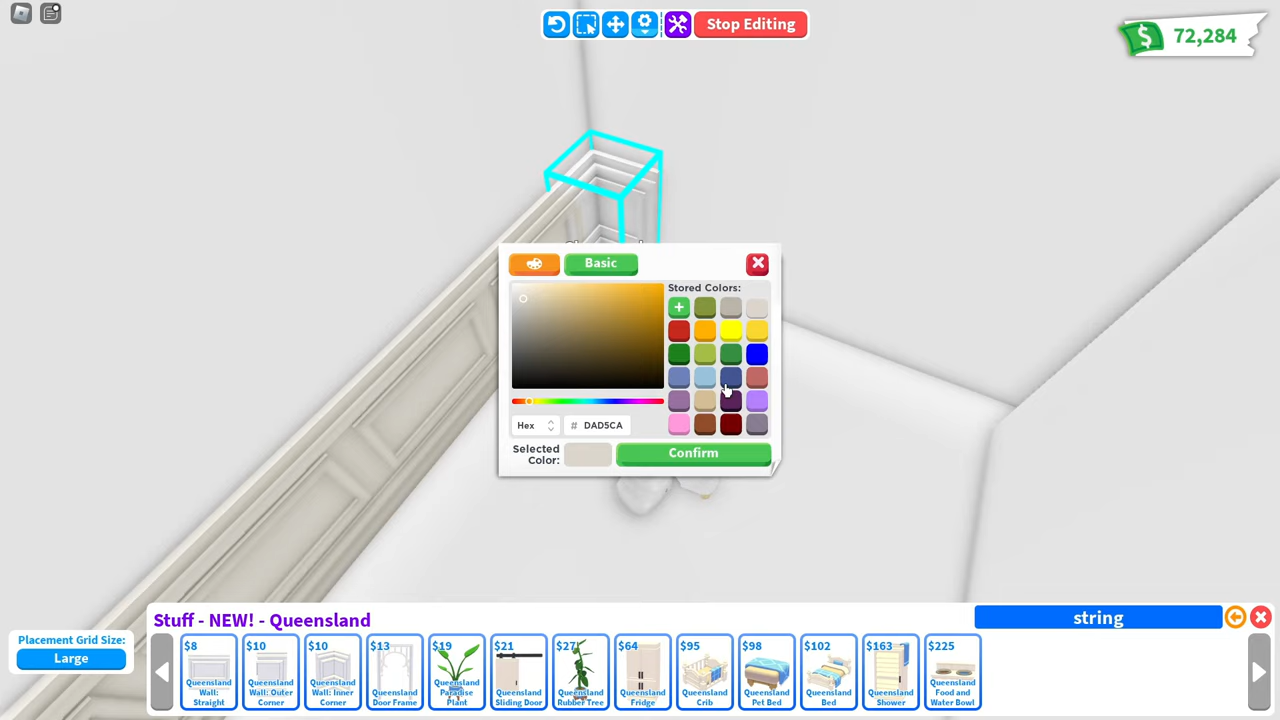 Stop Editing
$ 72,284
Basic
Stored Colors:
+
Hex # DAD5CA
Selected Color:
Confirm
Stuff - NEW! - Queensland
string
Placement Grid Size:
Large
$8
Queensland
Wall:
Straight
$10
Queensland
Wall: Outer
Corner
$10
Queensland
Wall: Inner
Corner
$13
Queensland
Door Frame
$19
Queensland
Paradise
Plant
$21
Queensland
Sliding Door
$27
Queensland
Rubber Tree
$64
Queensland
Fridge
$95
Queensland
Crib
$98
Queensland
Pet Bed
$102
Queensland
Bed
$163
Queensland
Shower
$225
Queensland
Food and
Water Bowl